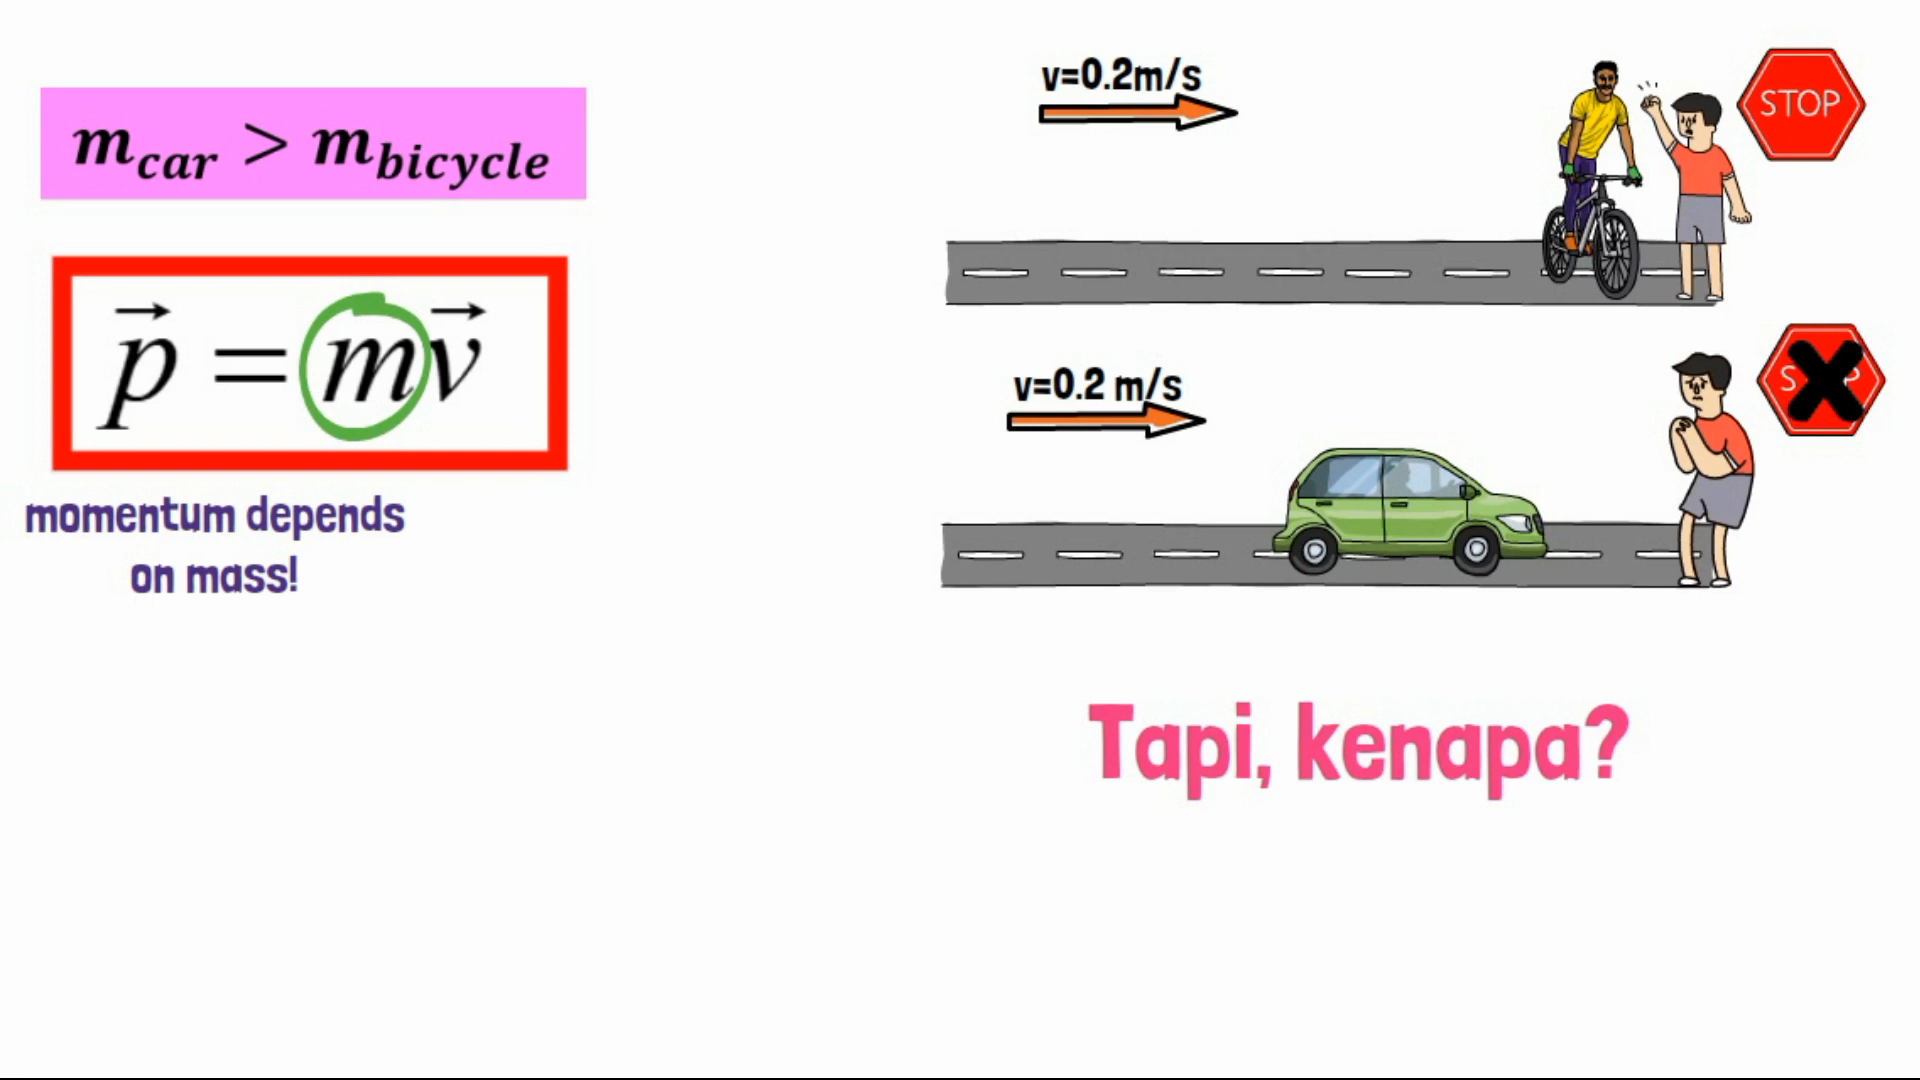 m_car > m_bicycle
p⃗ = mv⃗
momentum depends
on mass!
v=0.2m/s
STOP
v=0.2 m/s
S P
Tapi, kenapa?